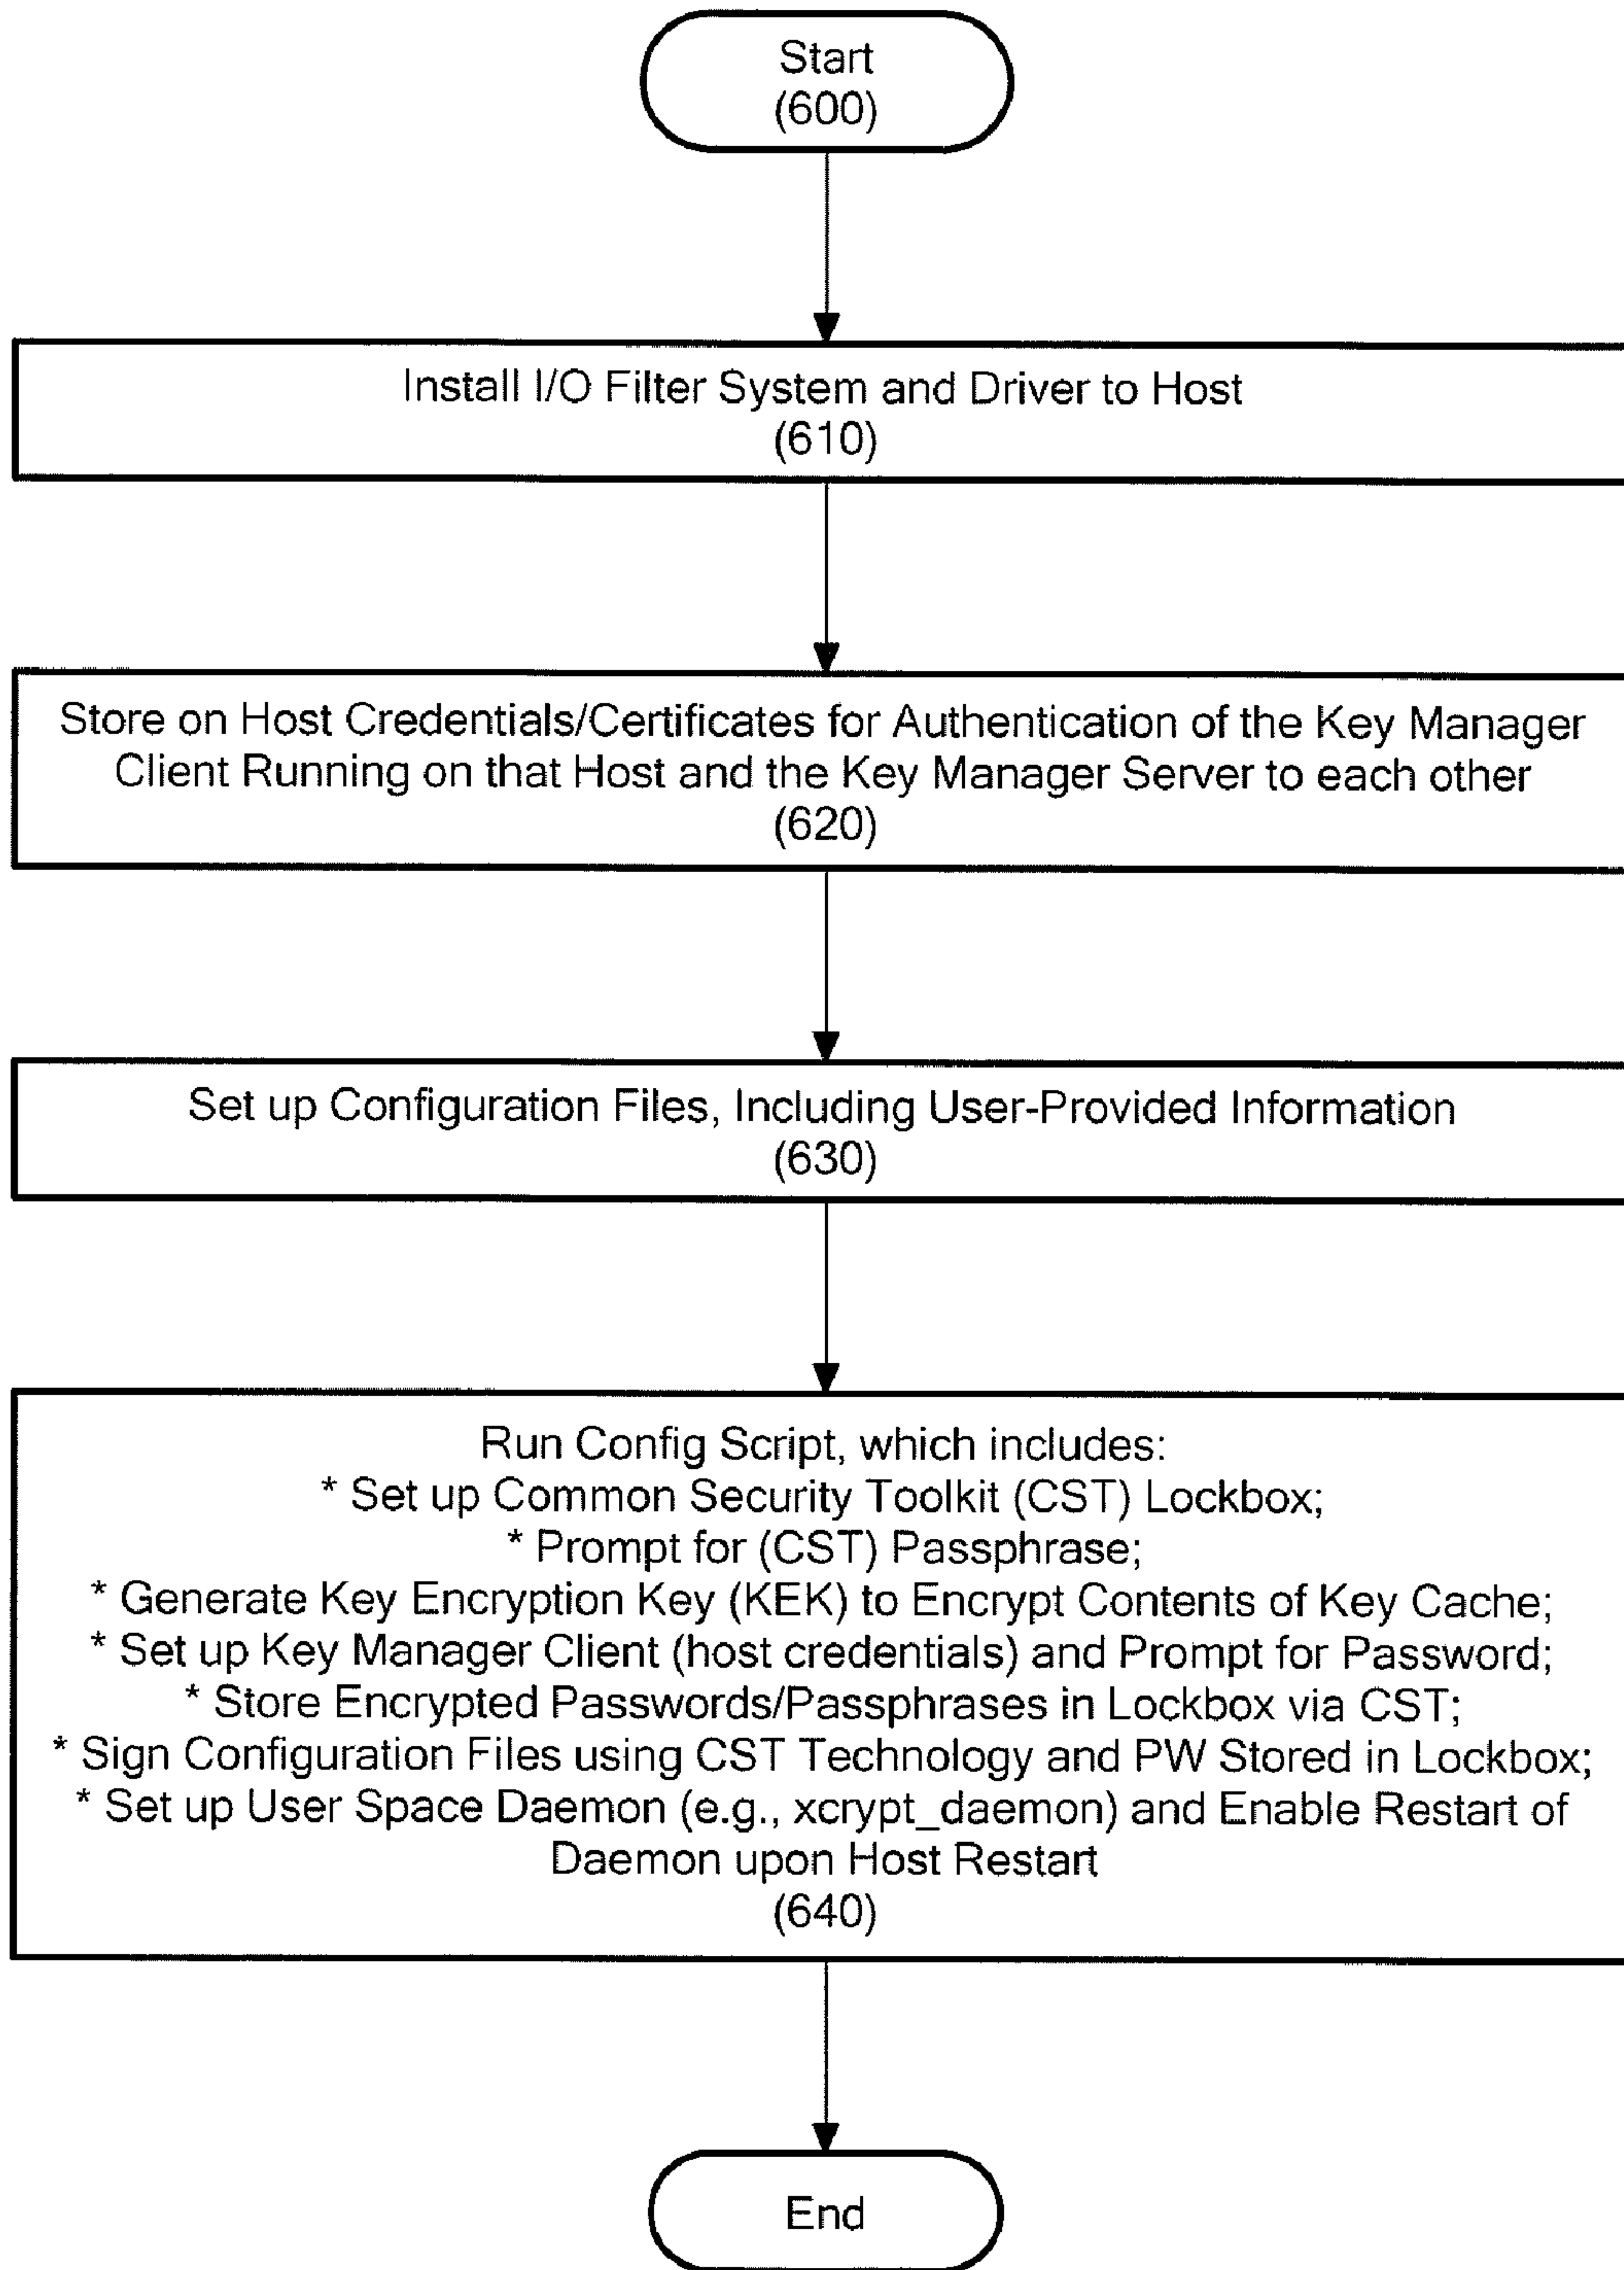 Start
(600)
Install I/O Filter System and Driver to Host
(610)
Store on Host Credentials/Certificates for Authentication of the Key Manager
Client Running on that Host and the Key Manager Server to each other
(620)
Set up Configuration Files, Including User-Provided Information
(630)
Run Config Script, which includes:
* Set up Common Security Toolkit (CST) Lockbox;
* Prompt for (CST) Passphrase;
* Generate Key Encryption Key (KEK) to Encrypt Contents of Key Cache;
* Set up Key Manager Client (host credentials) and Prompt for Password;
* Store Encrypted Passwords/Passphrases in Lockbox via CST;
* Sign Configuration Files using CST Technology and PW Stored in Lockbox;
* Set up User Space Daemon (e.g., xcrypt_daemon) and Enable Restart of
Daemon upon Host Restart
(640)
End